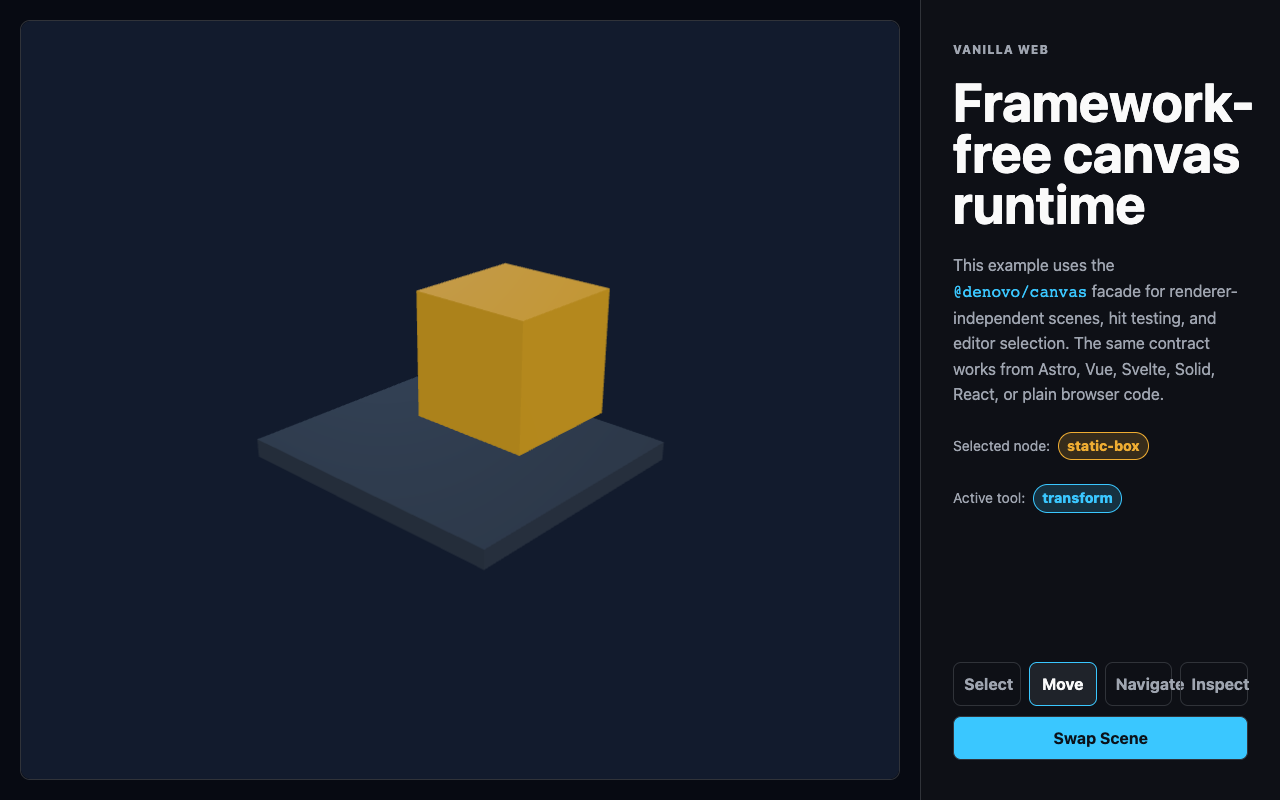 VANILLA WEB
Framework-
free canvas
runtime
This example uses the
@denovo/canvas facade for renderer-
independent scenes, hit testing, and
editor selection. The same contract
works from Astro, Vue, Svelte, Solid,
React, or plain browser code.
Selected node: static-box
Active tool: transform
Select Move Navigate Inspect
Swap Scene